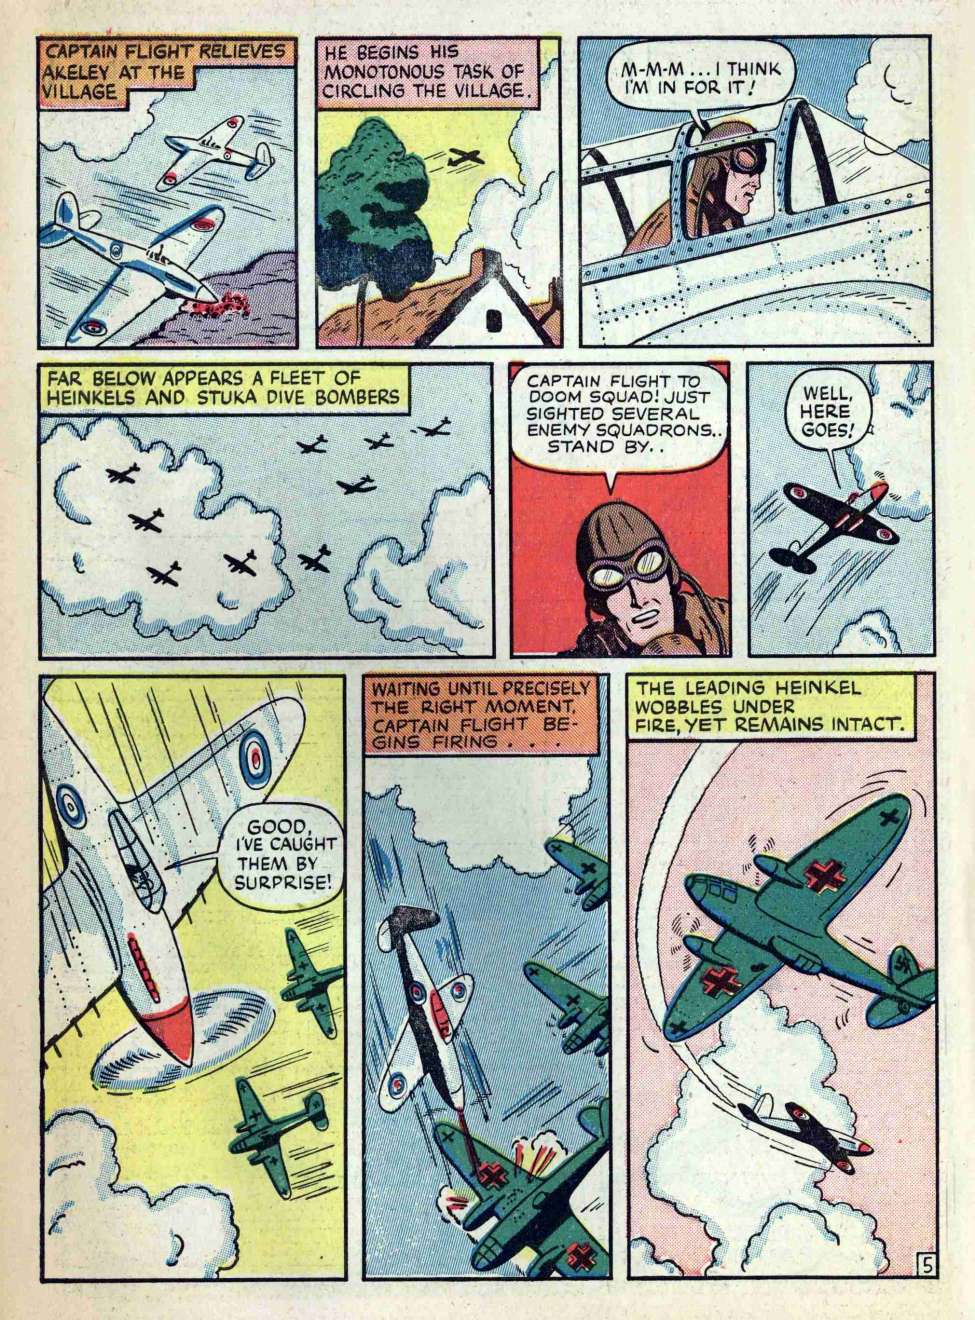 CAPTAIN FLIGHT RELIEVES
AKELEY AT THE
VILLAGE
HE BEGINS HIS
MONOTONOUS TASK OF
CIRCLING THE VILLAGE.
M-M-M...I THINK
I'M IN FOR IT!
FAR BELOW APPEARS A FLEET OF
HEINKELS AND STUKA DIVE BOMBERS
CAPTAIN FLIGHT TO
DOOM SQUAD! JUST
SIGHTED SEVERAL
ENEMY SQUADRONS..
STAND BY..
WELL,
HERE
GOES!
GOOD,
I'VE CAUGHT
THEM BY
SURPRISE!
WAITING UNTIL PRECISELY
THE RIGHT MOMENT,
CAPTAIN FLIGHT BE-
GINS FIRING . . .
THE LEADING HEINKEL
WOBBLES UNDER
FIRE, YET REMAINS INTACT.
5